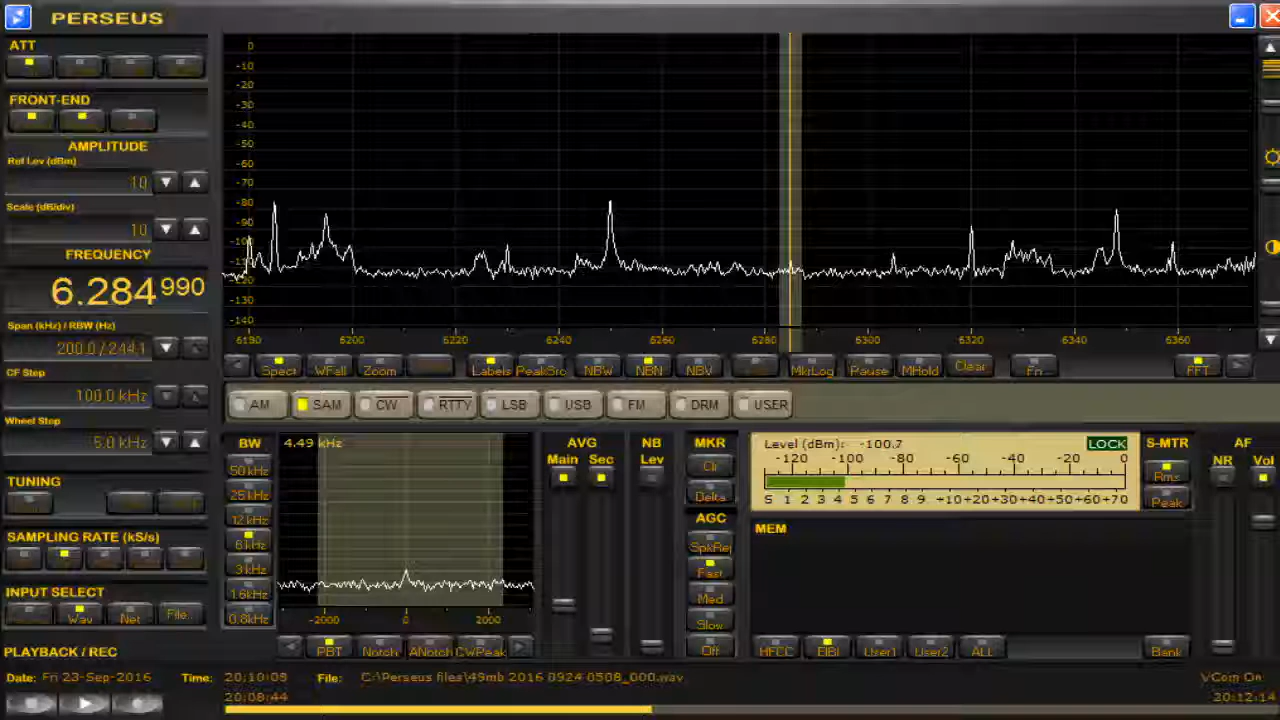 PERSEUS
ATT
FRONT-END
AMPLITUDE
Ref Lev (dBm)
10
Scale (dB/div)
10
FREQUENCY
6.284990
Span (kHz) / RBW (Hz)
200.0 / 244.1
CF Step
100.0 kHz
Wheel Step
5.0 kHz
TUNING
SAMPLING RATE (kS/s)
INPUT SELECT
Wav Net File..
PLAYBACK / REC
0
-10
-20
-30
-40
-50
-60
-70
-80
-90
-100
-110
-120
-130
-140
6190 6200 6220 6240 6260 6280 6300 6320 6340 6360
Spect WFall Zoom Labels PeakSrc NBW NBN NBV MkrLog Pause MHold Clear Fn FFT
AM SAM CW RTTY LSB USB FM DRM USER
BW
50 kHz
25 kHz
12 kHz
6 kHz
3 kHz
1.6kHz
0.8kHz
4.49 kHz
-2000 0 2000
PBT Notch ANotch CWPeak
AVG
Main Sec
NB
Lev
MKR
Clr
Delta
AGC
SpkRej
Fast
Med
Slow
Off
Level (dBm): -100.7 LOCK
-120 -100 -80 -60 -40 -20 0
S 1 2 3 4 5 6 7 8 9 +10+20+30+40+50+60+70
S-MTR
Rms
Peak
AF
NR Vol
MEM
HFCC EIBI User1 User2 ALL Bank
Date: Fri 23-Sep-2016 Time: 20:10:09 File: C:\Perseus files\49mb 2016 0924 0508_000.wav VCom On
20:08:44 20:12:14